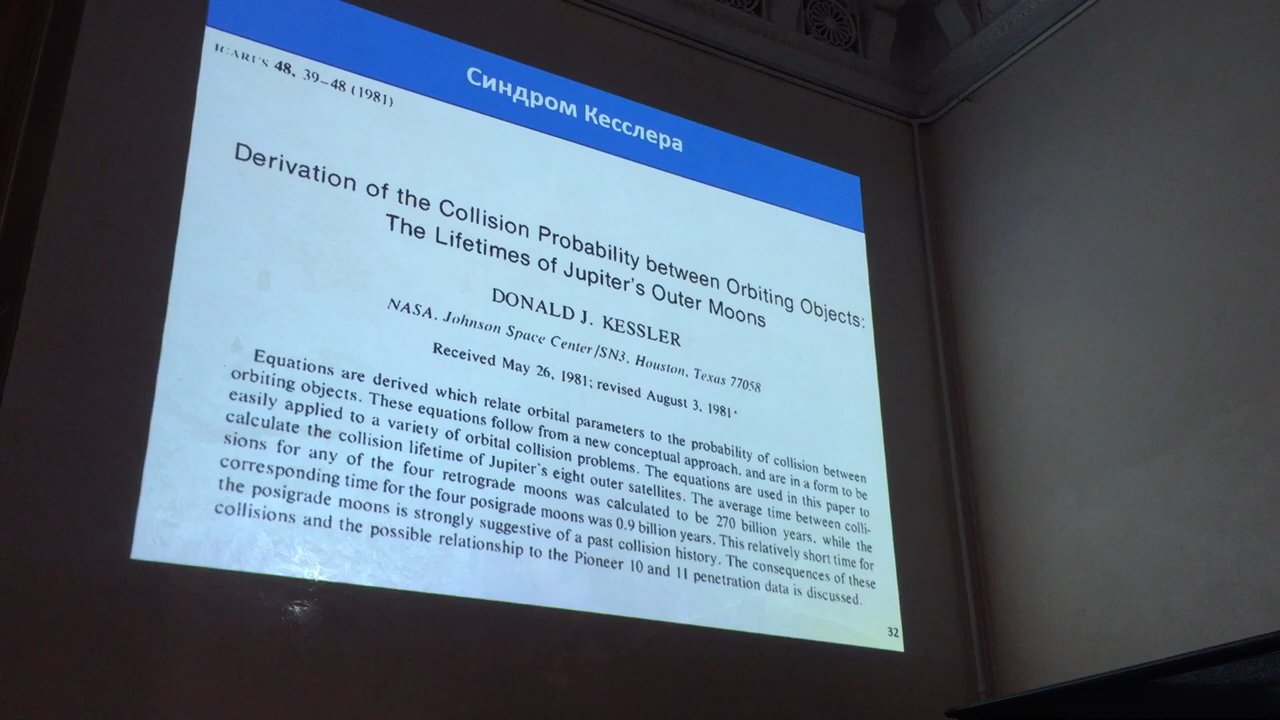 Синдром Кесслера
ICARUS 48, 39–48 (1981)
Derivation of the Collision Probability between Orbiting Objects:
The Lifetimes of Jupiter's Outer Moons
DONALD J. KESSLER
NASA, Johnson Space Center/SN3, Houston, Texas 77058
Received May 26, 1981; revised August 3, 1981
Equations are derived which relate orbital parameters to the probability of collision between
orbiting objects. These equations follow from a new conceptual approach, and are in a form to be
easily applied to a variety of orbital collision problems. The equations are used in this paper to
calculate the collision lifetime of Jupiter's eight outer satellites. The average time between colli-
sions for any of the four retrograde moons was calculated to be 270 billion years, while the
corresponding time for the four posigrade moons was 0.9 billion years. This relatively short time for
the posigrade moons is strongly suggestive of a past collision history. The consequences of these
collisions and the possible relationship to the Pioneer 10 and 11 penetration data is discussed.
32